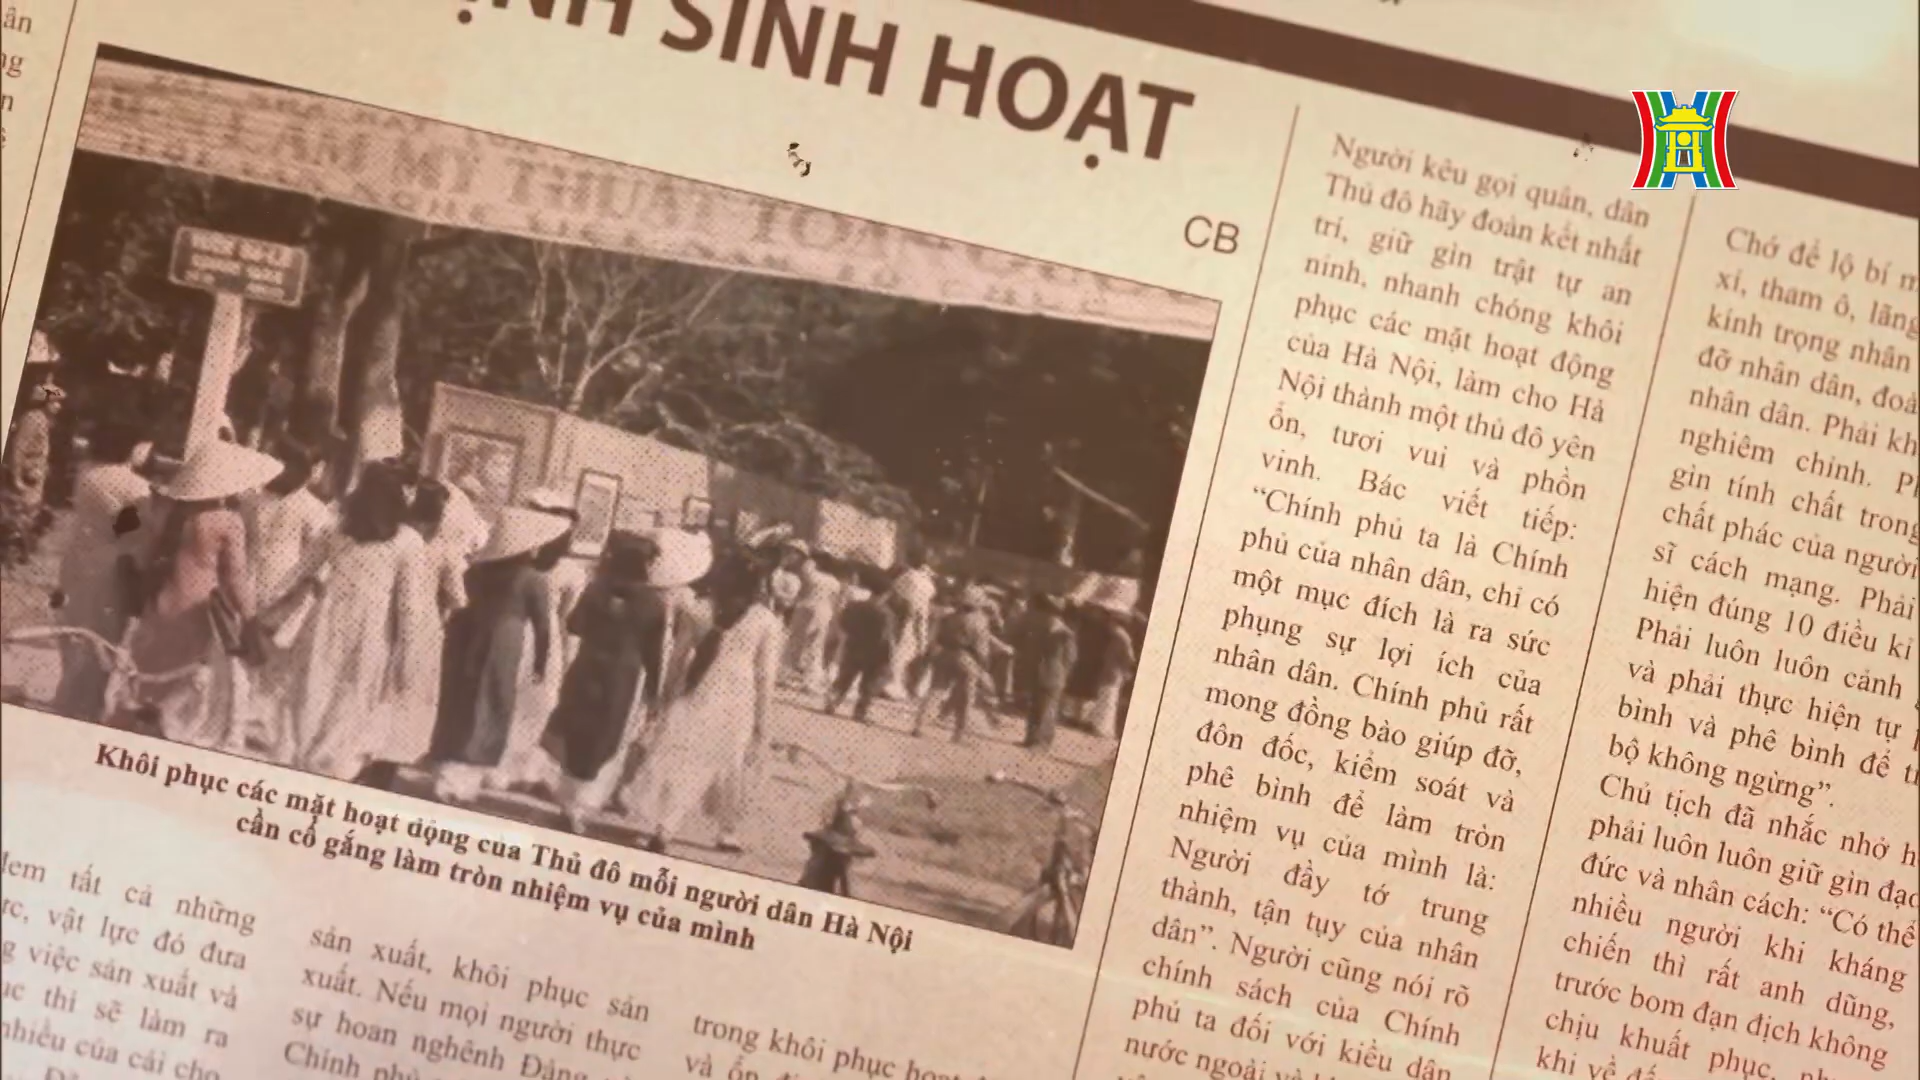 SINH HOẠT
CB
MỸ THUẬT TOÀN
Khôi phục các mặt hoạt động của Thủ đô mỗi người dân Hà Nội
cần cố gắng làm tròn nhiệm vụ của mình
tất cả những
vật lực đó đưa
việc sản xuất và
thì sẽ làm ra
nhiều của cải cho
sản xuất, khôi phục sản
xuất. Nếu mọi người thực
sự hoan nghênh Đảng
Chính phủ
trong khôi phục hoạt
và ổn
Người kêu gọi quân, dân
Thủ đô hãy đoàn kết nhất
trí, giữ gìn trật tự an
ninh, nhanh chóng khôi
phục các mặt hoạt động
của Hà Nội, làm cho Hà
Nội thành một thủ đô yên
ổn, tươi vui và phồn
vinh. Bác viết tiếp:
“Chính phủ ta là Chính
phủ của nhân dân, chỉ có
một mục đích là ra sức
phụng sự lợi ích của
nhân dân. Chính phủ rất
mong đồng bào giúp đỡ,
đôn đốc, kiểm soát và
phê bình để làm tròn
nhiệm vụ của mình là:
Người đầy tớ trung
thành, tận tụy của nhân
dân”. Người cũng nói rõ
chính sách của Chính
phủ ta đối với kiều dân
nước ngoài và
Chớ để lộ bí
xỉ, tham ô, lãng
kính trọng nhân
đỡ nhân dân, đoàn
nhân dân. Phải
nghiêm chỉnh.
gìn tính chất trong
chất phác của người
sĩ cách mạng. Phải
hiện đúng 10 điều kỉ
Phải luôn luôn cảnh
và phải thực hiện tự
bình và phê bình để
bộ không ngừng”.
Chủ tịch đã nhắc nhở
phải luôn luôn giữ gìn đạo
đức và nhân cách: “Có thể
nhiều người khi kháng
chiến thì rất anh dũng,
trước bom đạn địch không
chịu khuất phục,
khi về